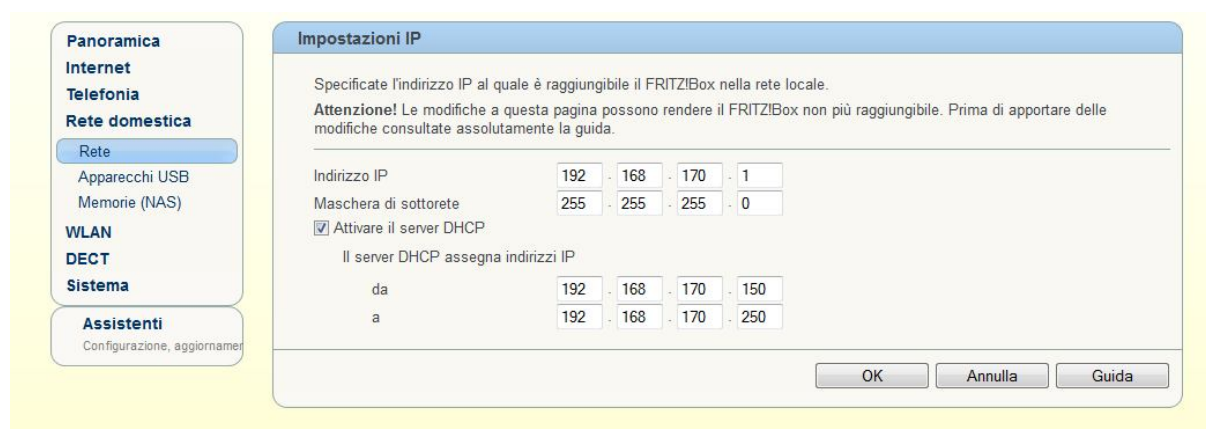 Panoramica
Internet
Telefonia
Rete domestica
Rete
Apparecchi USB
Memorie (NAS)
WLAN
DECT
Sistema
Assistenti
Configurazione, aggiornamer
Impostazioni IP
Specificate l'indirizzo IP al quale è raggiungibile il FRITZ!Box nella rete locale.
Attenzione! Le modifiche a questa pagina possono rendere il FRITZ!Box non più raggiungibile. Prima di apportare delle
modifiche consultate assolutamente la guida.
Indirizzo IP 192 . 168 . 170 . 1
Maschera di sottorete 255 . 255 . 255 . 0
Attivare il server DHCP
Il server DHCP assegna indirizzi IP
da 192 . 168 . 170 . 150
a 192 . 168 . 170 . 250
OK Annulla Guida